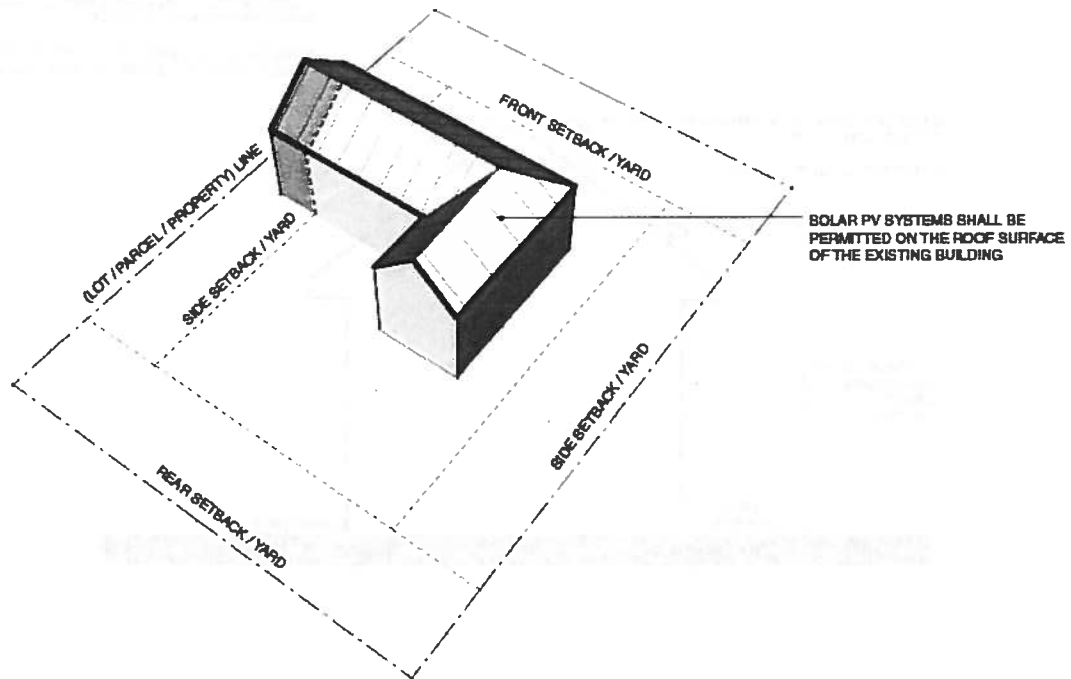 FRONT SETBACK / YARD
(LOT / PARCEL / PROPERTY) LINE
SIDE SETBACK / YARD
SOLAR PV SYSTEMS SHALL BE
PERMITTED ON THE ROOF SURFACE
OF THE EXISTING BUILDING
SIDE SETBACK / YARD
REAR SETBACK / YARD